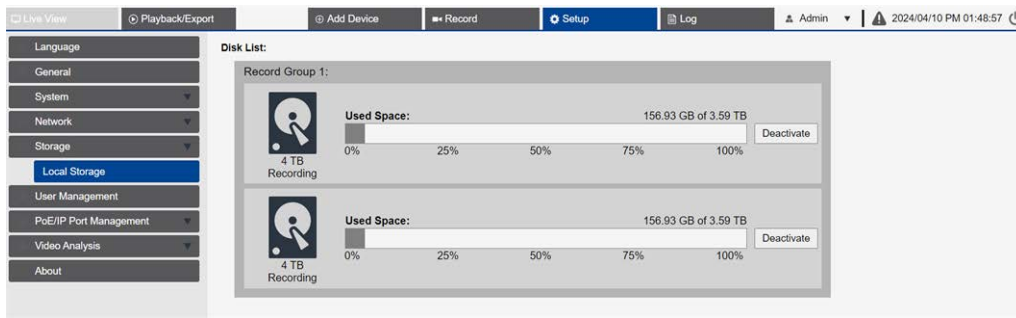 Live View
Playback/Export
Add Device
Record
Setup
Log
Admin
2024/04/10 PM 01:48:57
Language
General
System
Network
Storage
Local Storage
User Management
PoE/IP Port Management
Video Analysis
About
Disk List:
Record Group 1:
Used Space: 156.93 GB of 3.59 TB
Deactivate
0% 25% 50% 75% 100%
4 TB
Recording
Used Space: 156.93 GB of 3.59 TB
Deactivate
0% 25% 50% 75% 100%
4 TB
Recording